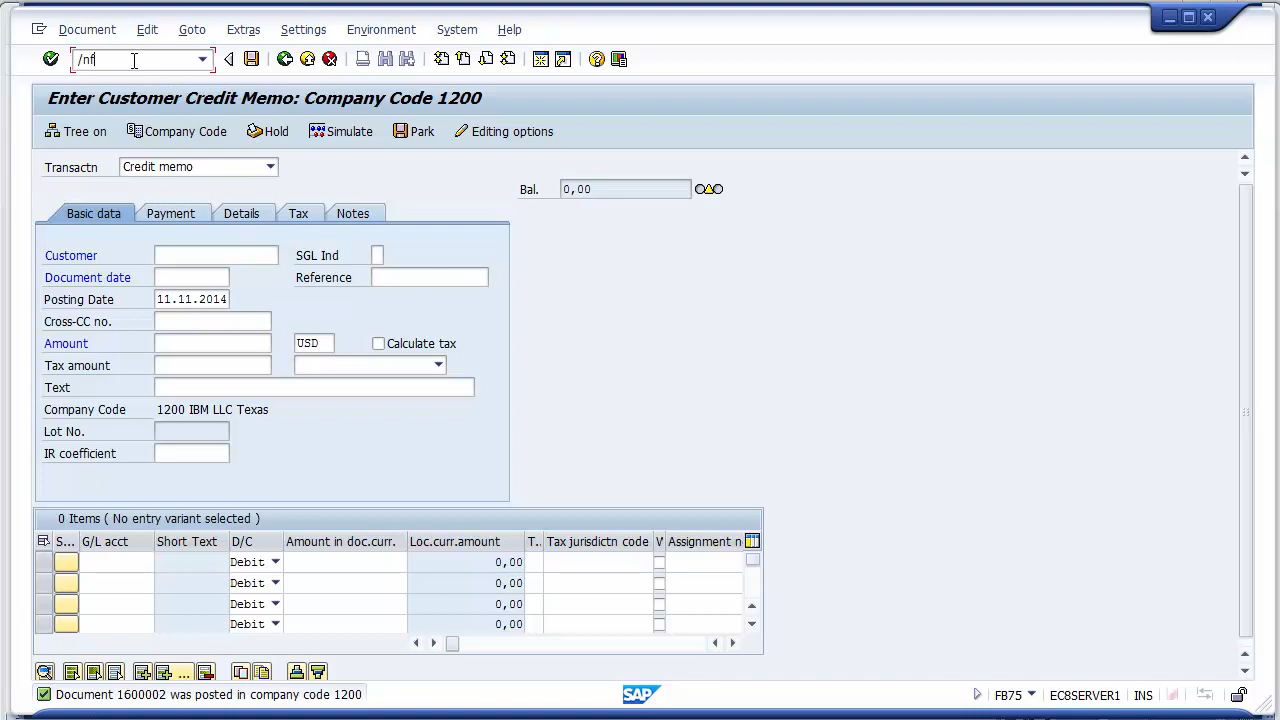 Document Edit Goto Extras Settings Environment System Help
/nf
Enter Customer Credit Memo: Company Code 1200
Tree on Company Code Hold Simulate Park Editing options
Transactn Credit memo
Bal. 0,00
Basic data Payment Details Tax Notes
Customer SGL Ind
Document date Reference
Posting Date 11.11.2014
Cross-CC no.
Amount USD Calculate tax
Tax amount
Text
Company Code 1200 IBM LLC Texas
Lot No.
IR coefficient
0 Items ( No entry variant selected )
S... G/L acct Short Text D/C Amount in doc.curr. Loc.curr.amount T.. Tax jurisdictn code V Assignment n
Debit 0,00
Debit 0,00
Debit 0,00
Debit 0,00
Document 1600002 was posted in company code 1200 SAP FB75 EC8SERVER1 INS